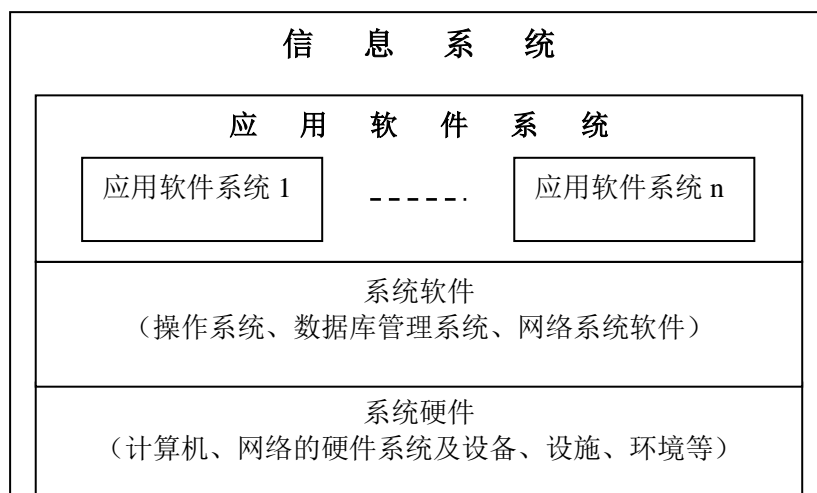 信息系统
应用软件系统
应用软件系统 1
应用软件系统 n
系统软件
（操作系统、数据库管理系统、网络系统软件）
系统硬件
（计算机、网络的硬件系统及设备、设施、环境等）